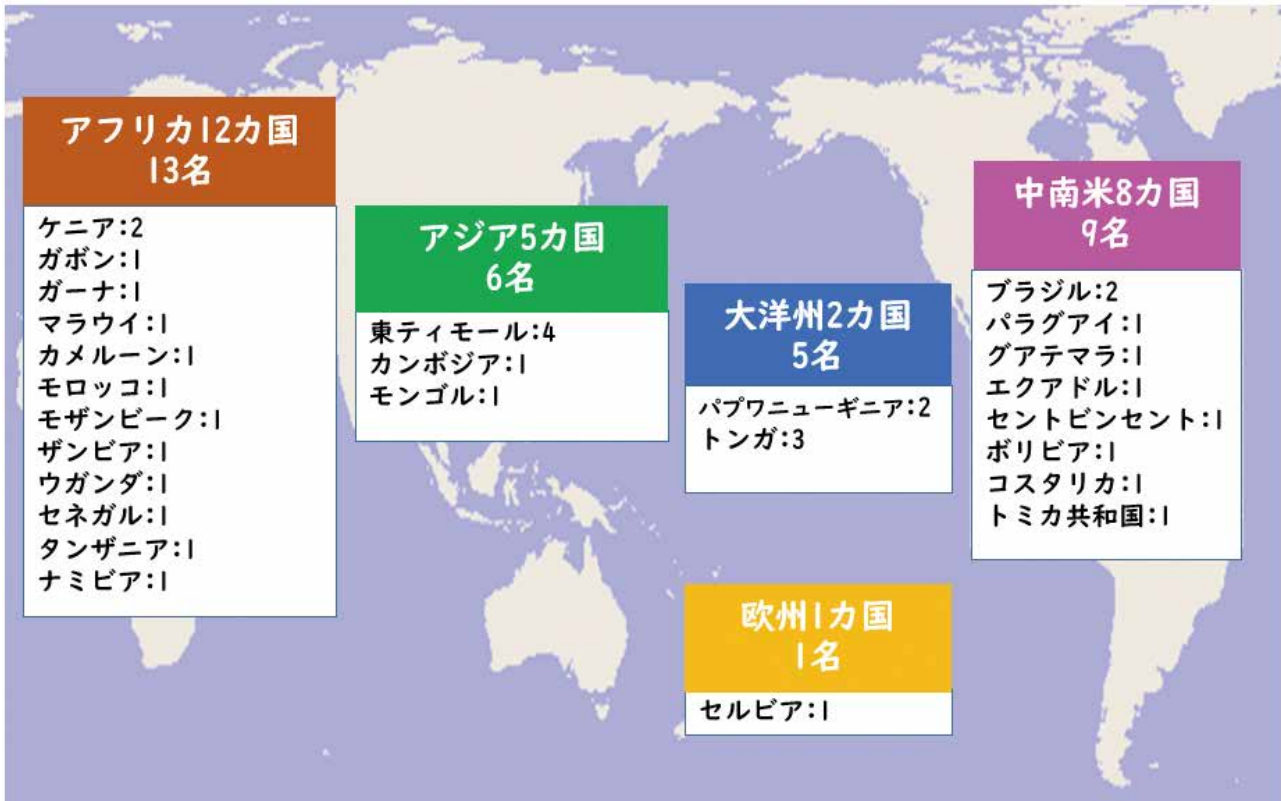 アフリカ12カ国
13名
ケニア:2
ガボン:1
ガーナ:1
マラウイ:1
カメルーン:1
モロッコ:1
モザンビーク:1
ザンビア:1
ウガンダ:1
セネガル:1
タンザニア:1
ナミビア:1
アジア5カ国
6名
東ティモール:4
カンボジア:1
モンゴル:1
大洋州2カ国
5名
パプワニューギニア:2
トンガ:3
中南米8カ国
9名
ブラジル:2
パラグアイ:1
グアテマラ:1
エクアドル:1
セントビンセント:1
ボリビア:1
コスタリカ:1
トミカ共和国:1
欧州1カ国
1名
セルビア:1